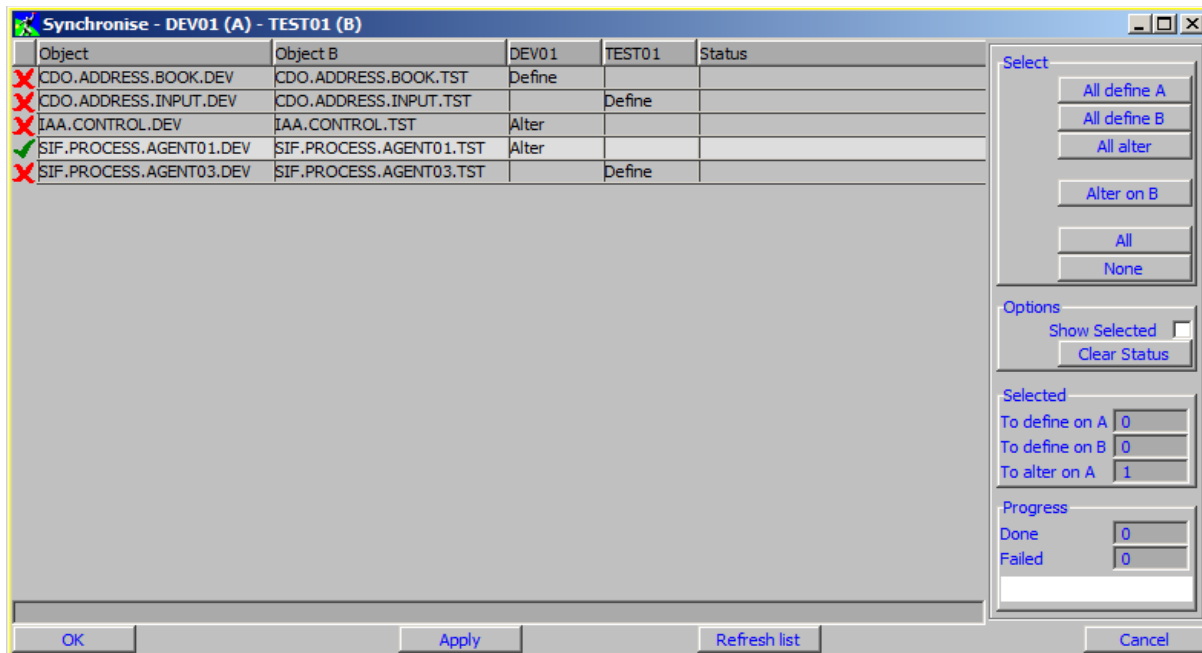 Synchronise - DEV01 (A) - TEST01 (B)
Object Object B DEV01 TEST01 Status
CDO.ADDRESS.BOOK.DEV CDO.ADDRESS.BOOK.TST Define
CDO.ADDRESS.INPUT.DEV CDO.ADDRESS.INPUT.TST Define
IAA.CONTROL.DEV IAA.CONTROL.TST Alter
SIF.PROCESS.AGENT01.DEV SIF.PROCESS.AGENT01.TST Alter
SIF.PROCESS.AGENT03.DEV SIF.PROCESS.AGENT03.TST Define
Select
All define A
All define B
All alter
Alter on B
All
None
Options
Show Selected
Clear Status
Selected
To define on A 0
To define on B 0
To alter on A 1
Progress
Done 0
Failed 0
OK Apply Refresh list Cancel